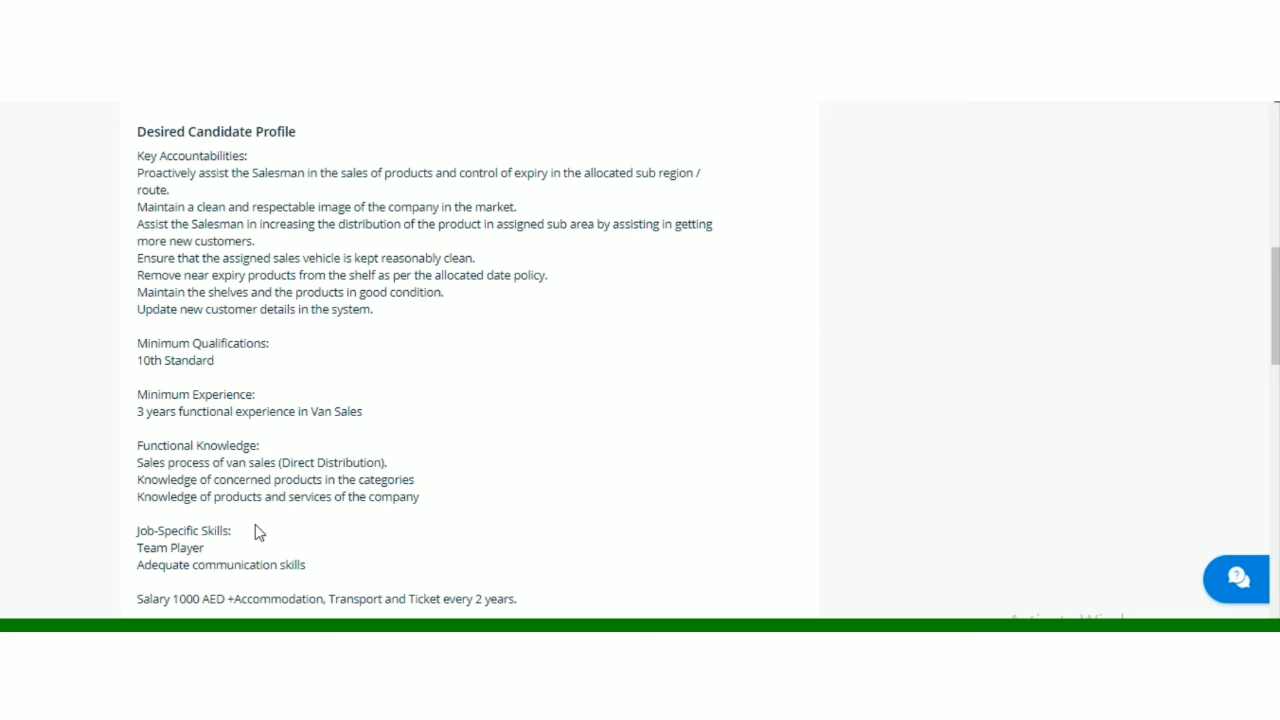 Desired Candidate Profile
Key Accountabilities:
Proactively assist the Salesman in the sales of products and control of expiry in the allocated sub region /
route.
Maintain a clean and respectable image of the company in the market.
Assist the Salesman in increasing the distribution of the product in assigned sub area by assisting in getting
more new customers.
Ensure that the assigned sales vehicle is kept reasonably clean.
Remove near expiry products from the shelf as per the allocated date policy.
Maintain the shelves and the products in good condition.
Update new customer details in the system.
Minimum Qualifications:
10th Standard
Minimum Experience:
3 years functional experience in Van Sales
Functional Knowledge:
Sales process of van sales (Direct Distribution).
Knowledge of concerned products in the categories
Knowledge of products and services of the company
Job-Specific Skills:
Team Player
Adequate communication skills
Salary 1000 AED +Accommodation, Transport and Ticket every 2 years.